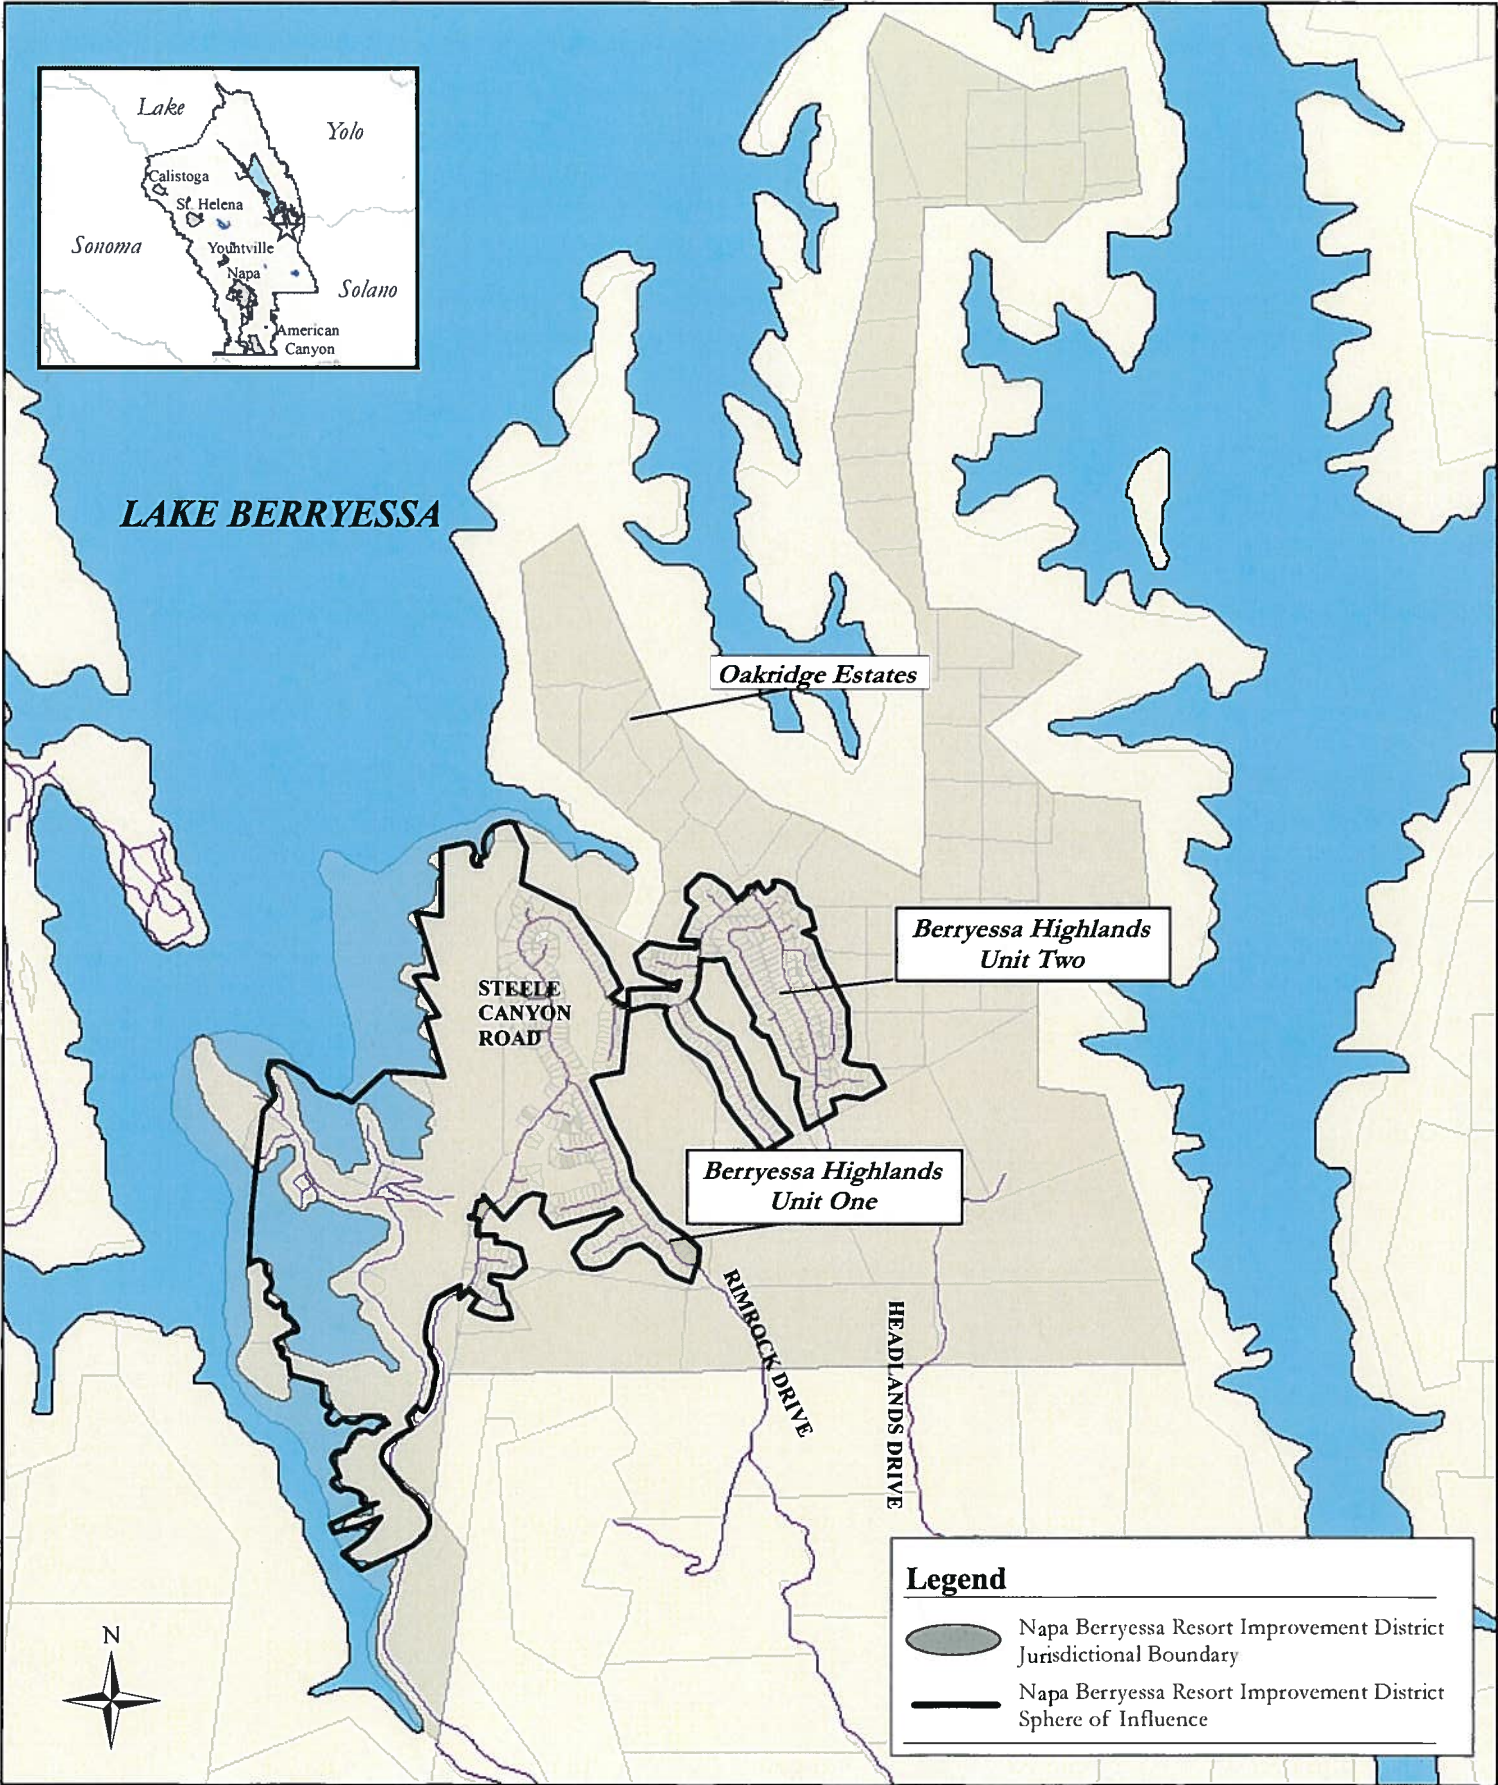 Lake
Yolo
Calistoga
St. Helena
Sonoma
Yountville
Napa
Solano
American
Canyon
LAKE BERRYESSA
Oakridge Estates
Berryessa Highlands
Unit Two
STEELE
CANYON
ROAD
Berryessa Highlands
Unit One
RIMROCK DRIVE
HEADLANDS DRIVE
Legend
Napa Berryessa Resort Improvement District
Jurisdictional Boundary
Napa Berryessa Resort Improvement District
Sphere of Influence
N